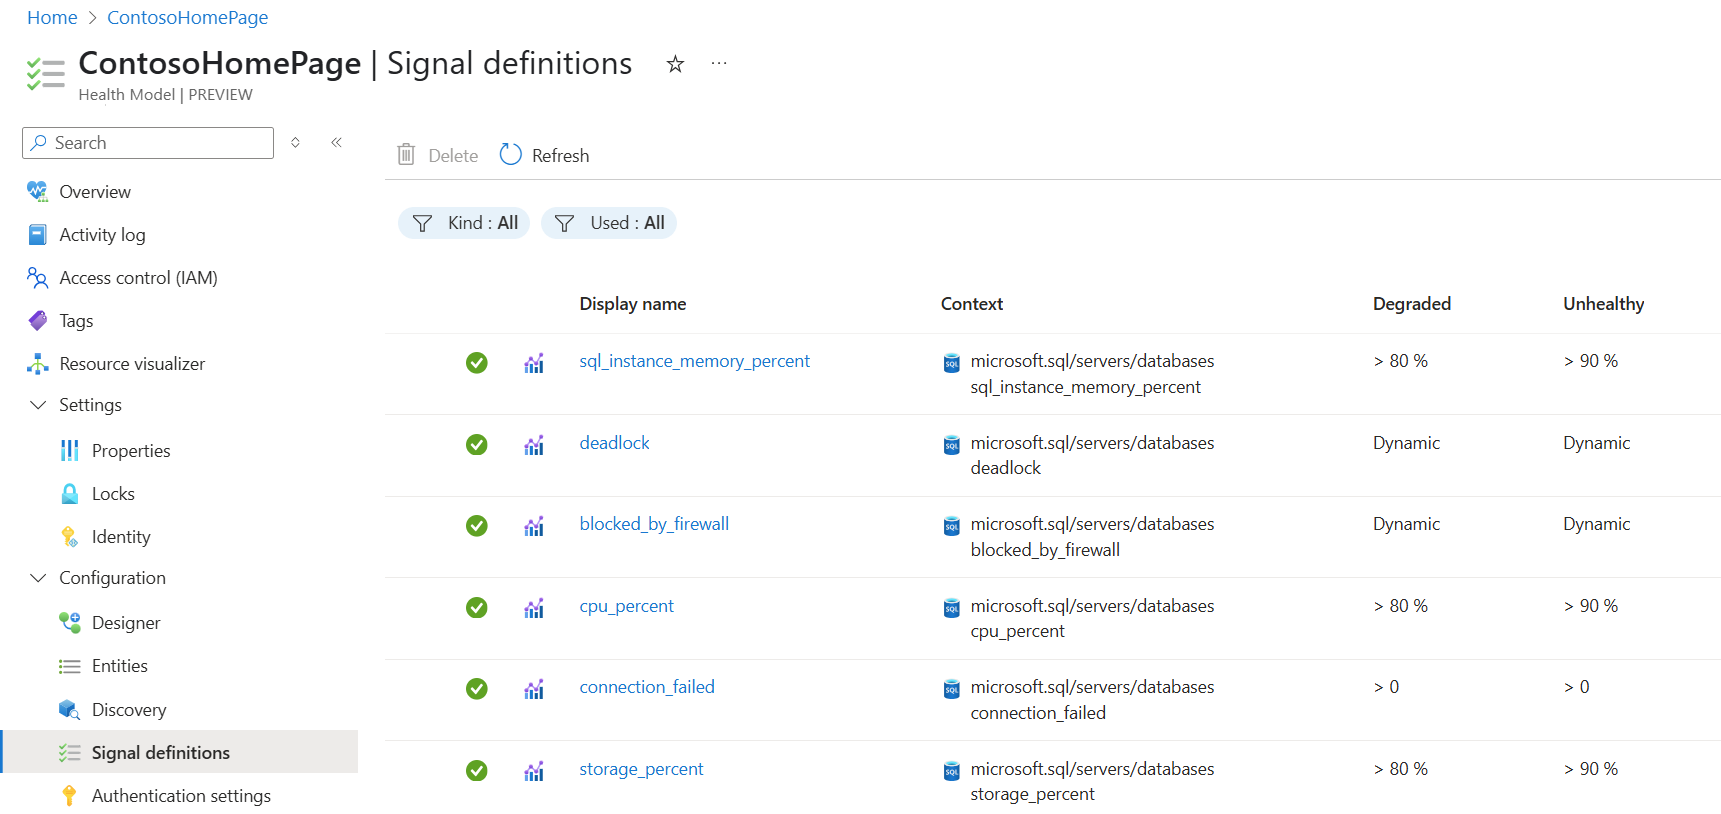 Home > ContosoHomePage
ContosoHomePage | Signal definitions
Health Model | PREVIEW
Search
Overview
Activity log
Access control (IAM)
Tags
Resource visualizer
Settings
Properties
Locks
Identity
Configuration
Designer
Entities
Discovery
Signal definitions
Authentication settings
Delete Refresh
Kind : All Used : All
Display name Context Degraded Unhealthy
sql_instance_memory_percent microsoft.sql/servers/databases > 80 % > 90 %
sql_instance_memory_percent
deadlock microsoft.sql/servers/databases Dynamic Dynamic
deadlock
blocked_by_firewall microsoft.sql/servers/databases Dynamic Dynamic
blocked_by_firewall
cpu_percent microsoft.sql/servers/databases > 80 % > 90 %
cpu_percent
connection_failed microsoft.sql/servers/databases > 0 > 0
connection_failed
storage_percent microsoft.sql/servers/databases > 80 % > 90 %
storage_percent